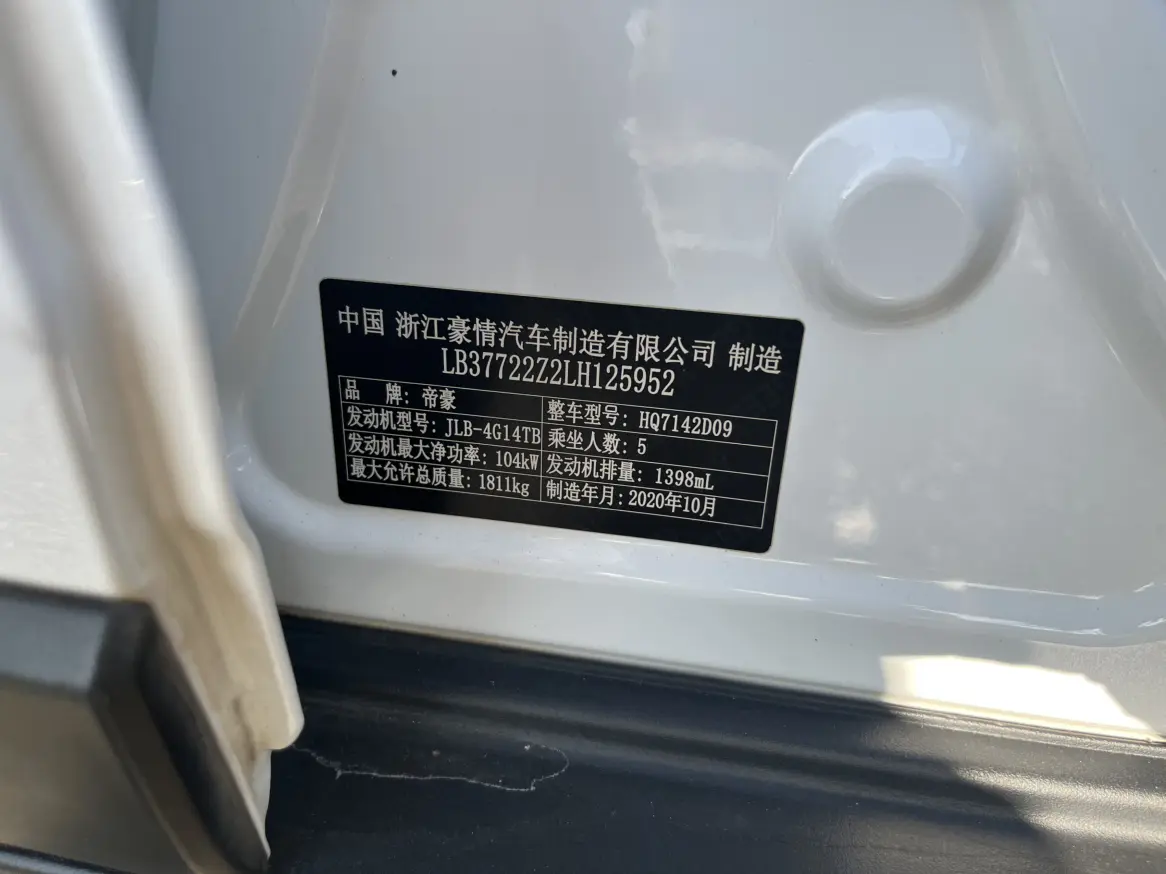 中国 浙江豪情汽车制造有限公司 制造
LB37722Z2LH125952
品 牌: 帝豪 整车型号: HQ7142D09
发动机型号: JLB-4G14TB 乘坐人数: 5
发动机最大净功率: 104kW 发动机排量: 1398mL
最大允许总质量: 1811kg 制造年月: 2020年10月